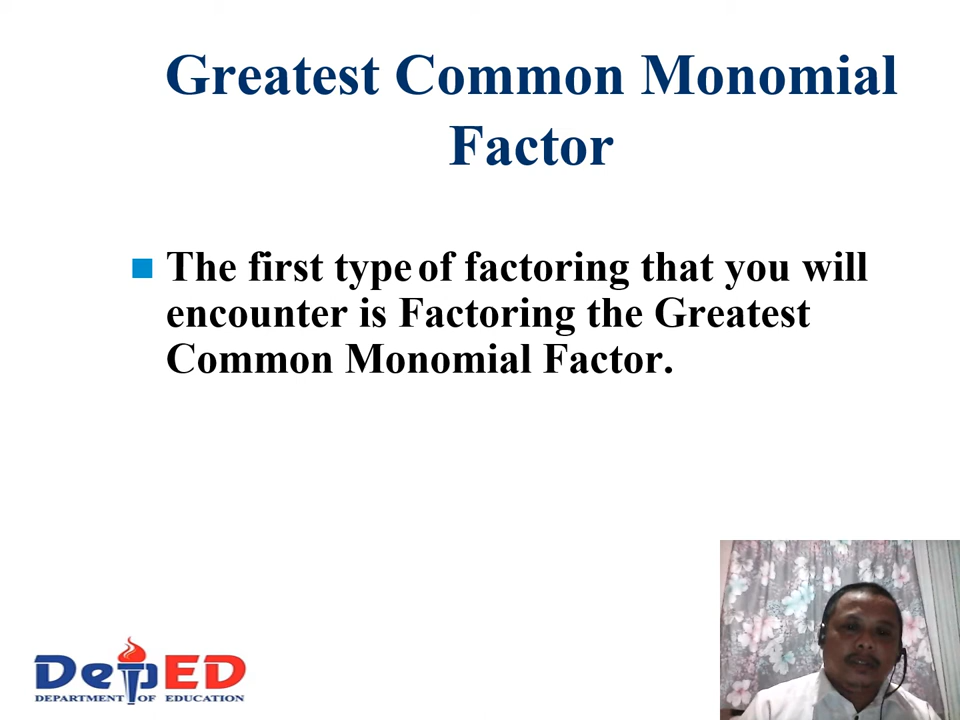 Greatest Common Monomial
Factor
The first type of factoring that you will
encounter is Factoring the Greatest
Common Monomial Factor.
DepED
DEPARTMENT OF EDUCATION